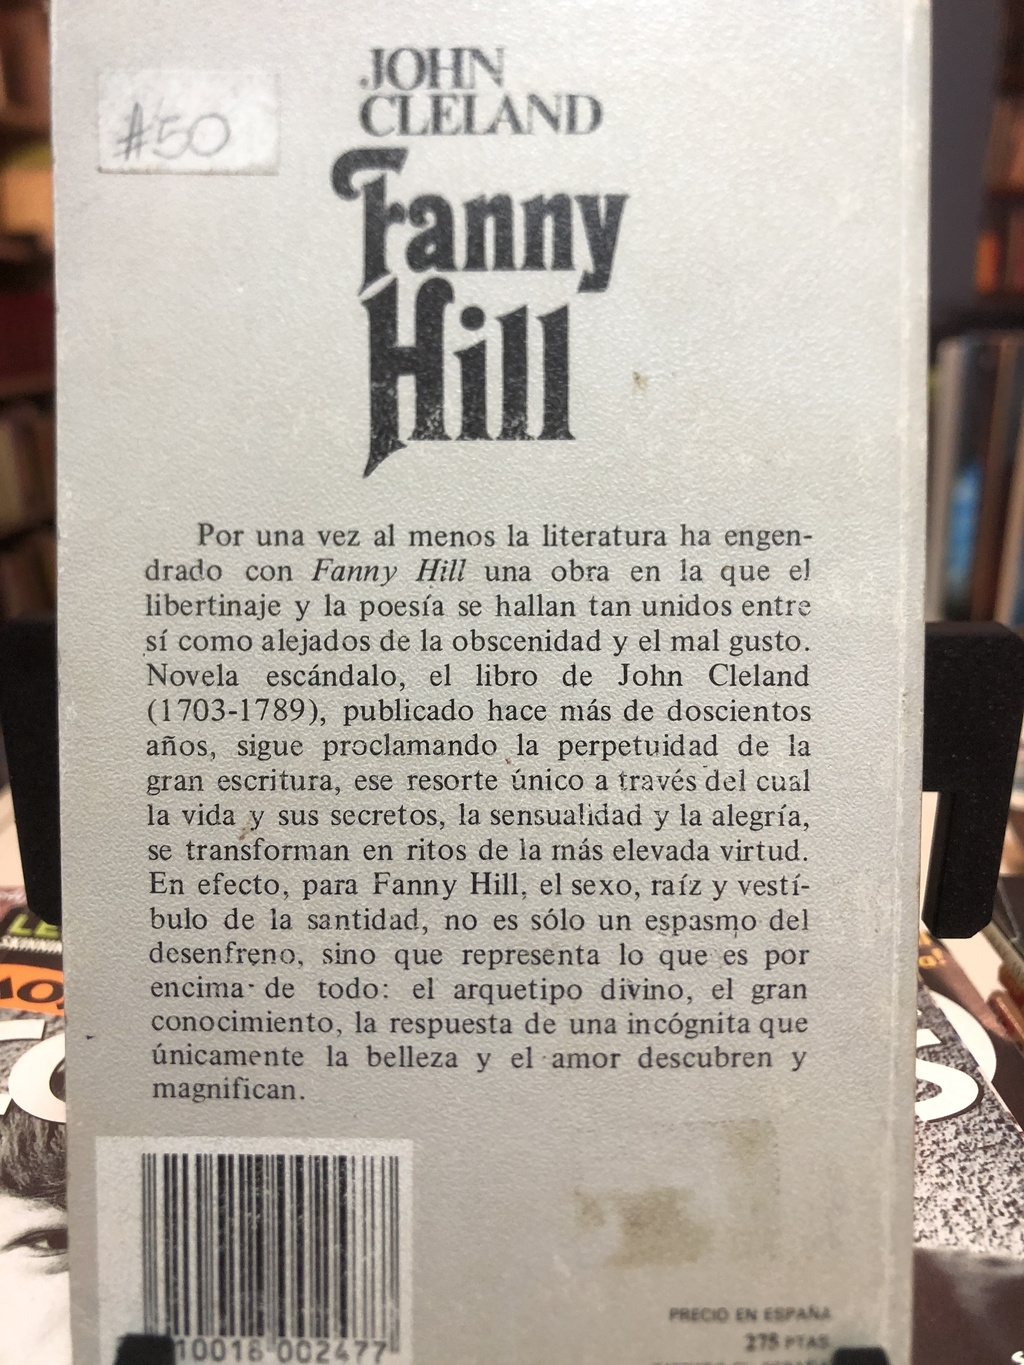 #50
JOHN
CLELAND
Fanny
Hill
Por una vez al menos la literatura ha engen-
drado con Fanny Hill una obra en la que el
libertinaje y la poesía se hallan tan unidos entre
sí como alejados de la obscenidad y el mal gusto.
Novela escándalo, el libro de John Cleland
(1703-1789), publicado hace más de doscientos
años, sigue proclamando la perpetuidad de la
gran escritura, ese resorte único a través del cual
la vida y sus secretos, la sensualidad y la alegría,
se transforman en ritos de la más elevada virtud.
En efecto, para Fanny Hill, el sexo, raíz y vestí-
bulo de la santidad, no es sólo un espasmo del
desenfreno, sino que representa lo que es por
encima de todo: el arquetipo divino, el gran
conocimiento, la respuesta de una incógnita que
únicamente la belleza y el amor descubren y
magnifican.
10016 002477
PRECIO EN ESPAÑA
275 PTAS